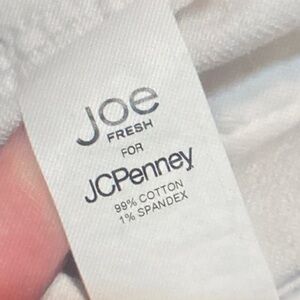 Joe
FRESH
FOR
JCPenney
99% COTTON
1% SPANDEX